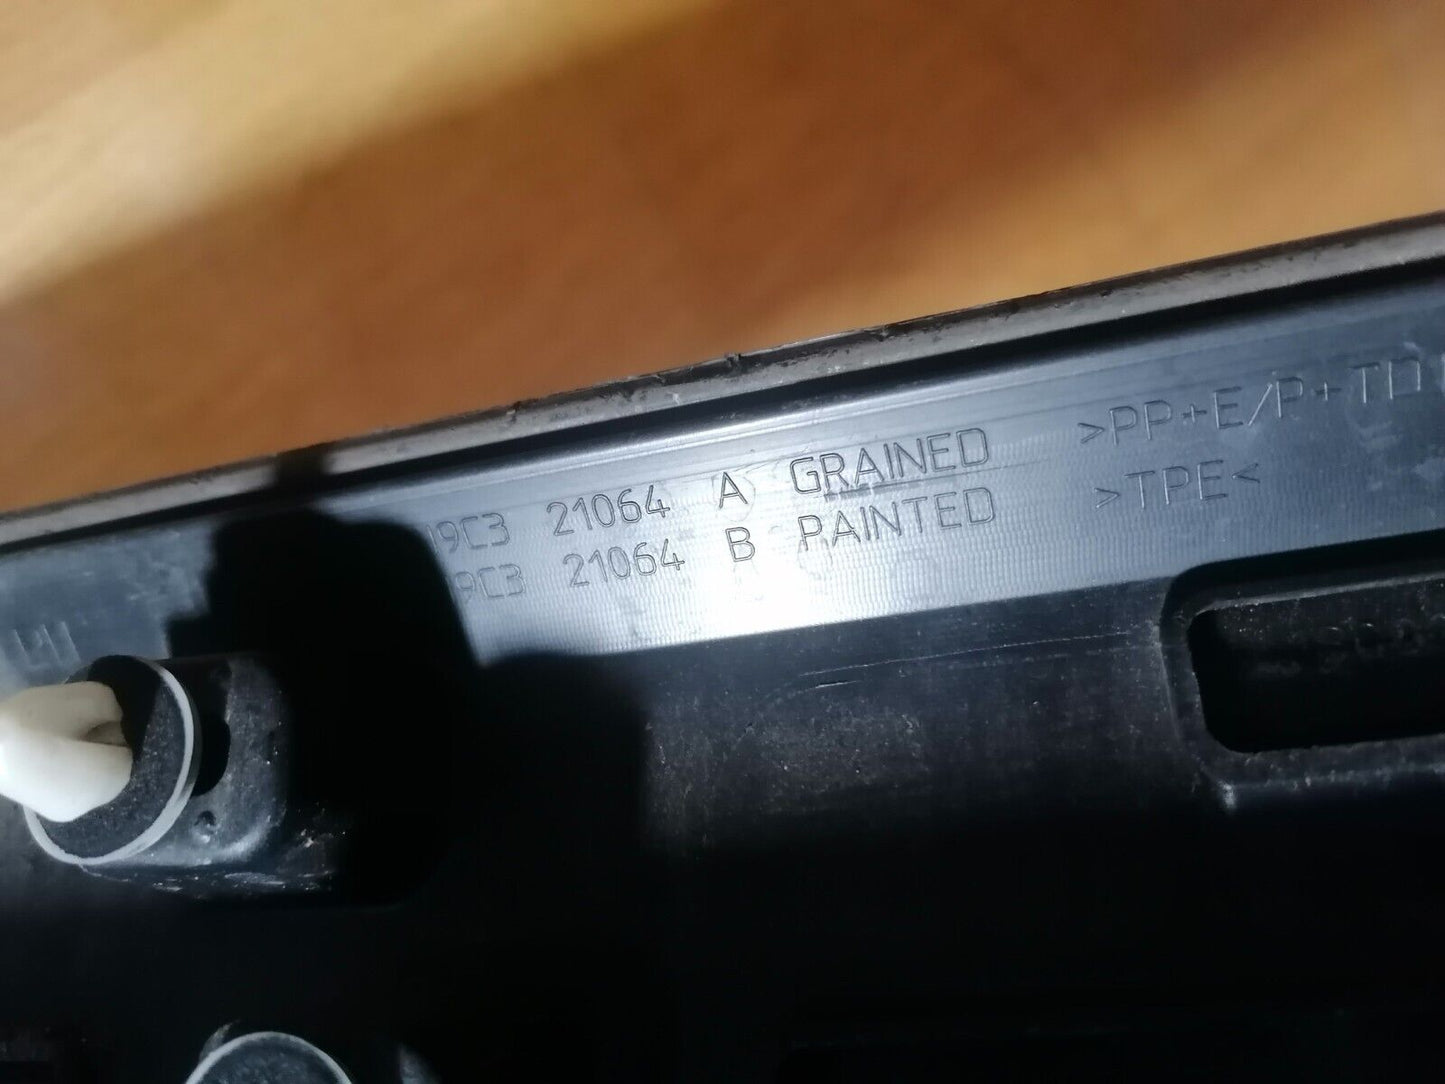 9C3 21064 A GRAINED >PP+E/P+TD
9C3 21064 B PAINTED >TPE<